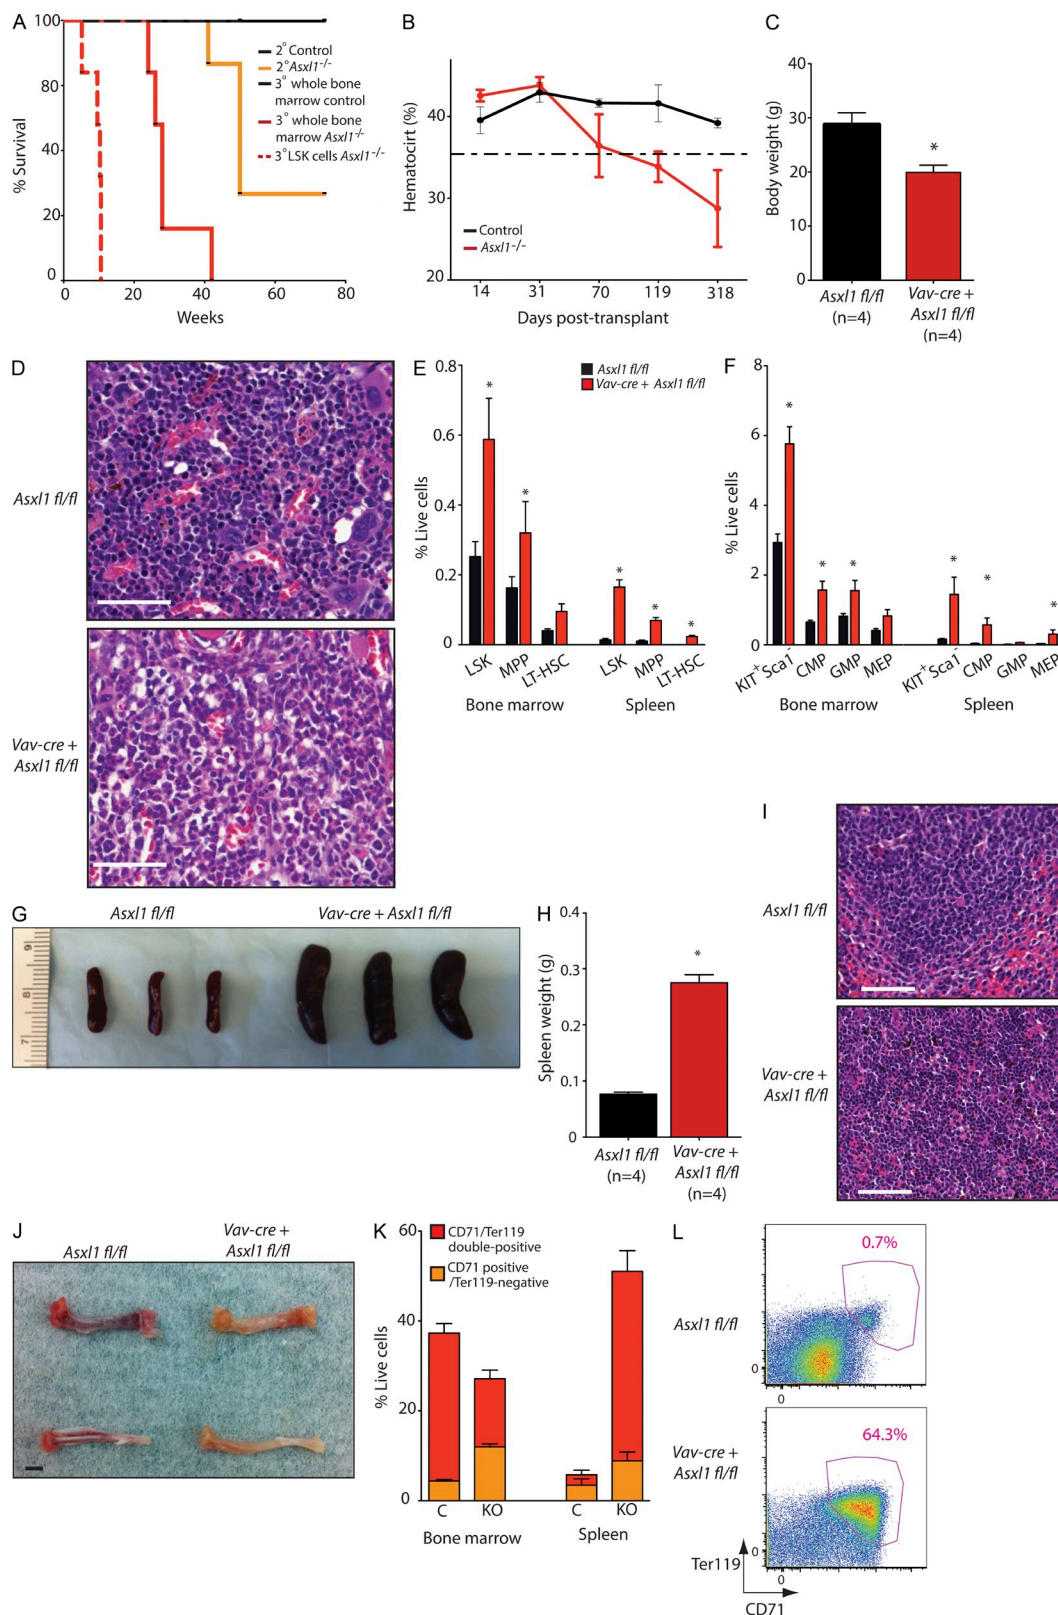 A
100
80
60
40
20
0
% Survival
0
20
40
60
80
Weeks
2° Control
2° Asxl1-/-
3° whole bone
marrow control
3° whole bone
marrow Asxl1-/-
3° LSK cells Asxl1-/-
B
40
30
20
Hematocirt (%)
Control
Asxl1-/-
14
31
70
119
318
Days post-transplant
C
40
30
20
10
0
Body weight (g)
*
Asxl1 fl/fl
(n=4)
Vav-cre +
Asxl1 fl/fl
(n=4)
D
Asxl1 fl/fl
Vav-cre +
Asxl1 fl/fl
E
0.8
0.6
0.4
0.2
0
% Live cells
Asxl1 fl/fl
Vav-cre + Asxl1 fl/fl
*
*
*
*
*
LSK
MPP
LT-HSC
LSK
MPP
LT-HSC
Bone marrow
Spleen
F
8
6
4
2
0
% Live cells
*
*
*
*
*
*
KIT+Sca1-
CMP
GMP
MEP
KIT+Sca1-
CMP
GMP
MEP
Bone marrow
Spleen
G
Asxl1 fl/fl
Vav-cre + Asxl1 fl/fl
9
8
7
H
0.4
0.3
0.2
0.1
0
Spleen weight (g)
*
Asxl1 fl/fl
(n=4)
Vav-cre +
Asxl1 fl/fl
(n=4)
I
Asxl1 fl/fl
Vav-cre +
Asxl1 fl/fl
J
Asxl1 fl/fl
Vav-cre +
Asxl1 fl/fl
K
60
40
20
0
% Live cells
CD71/Ter119
double-positive
CD71 positive
/Ter119-negative
C
KO
C
KO
Bone marrow
Spleen
L
0.7%
Asxl1 fl/fl
0
0
64.3%
Vav-cre +
Asxl1 fl/fl
0
0
Ter119
CD71